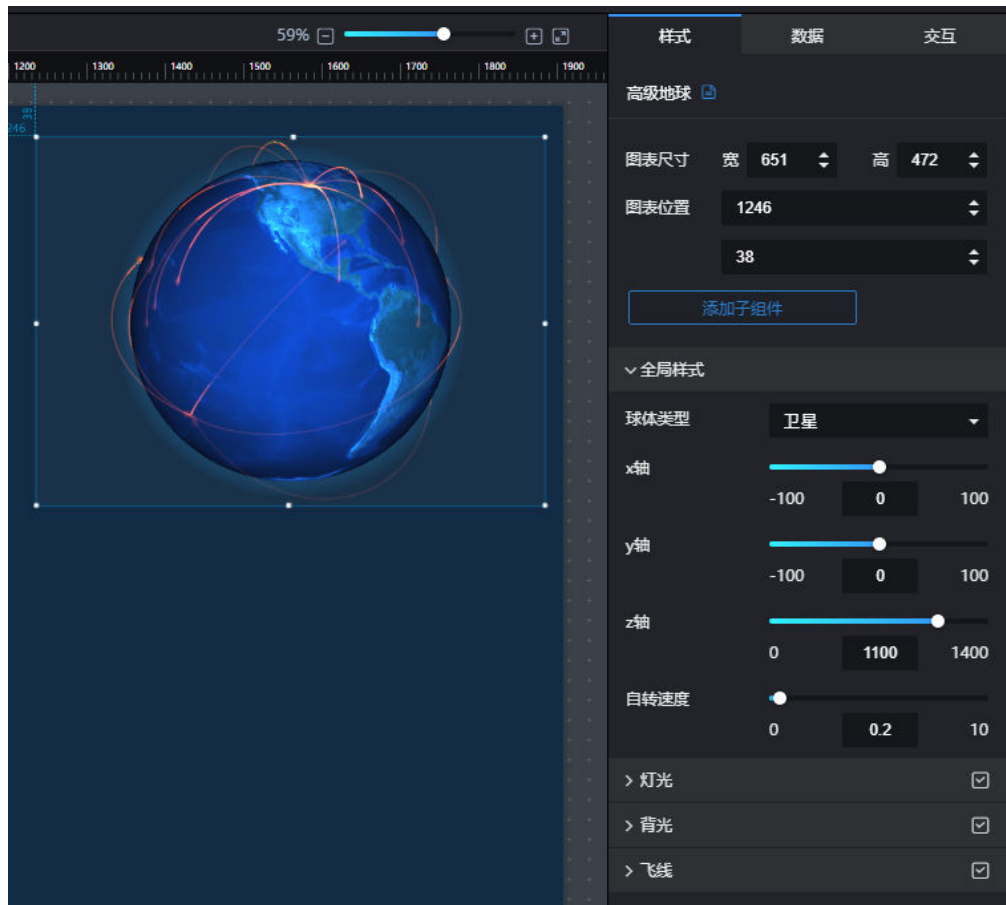 59%
样式 数据 交互
1200 1300 1400 1500 1600 1700 1800 1900
高级地球
38
246
图表尺寸 宽 651 高 472
图表位置 1246
38
添加子组件
全局样式
球体类型 卫星
x轴
-100 0 100
y轴
-100 0 100
z轴
0 1100 1400
自转速度
0 0.2 10
灯光
背光
飞线